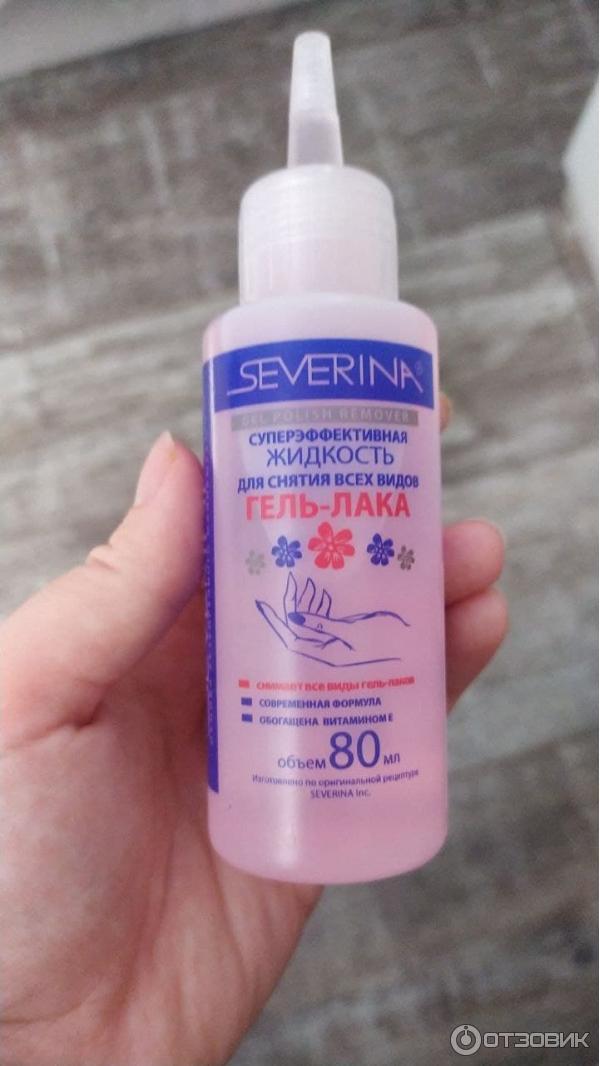 SEVERINA®
GEL POLISH REMOVER
СУПЕРЭФФЕКТИВНАЯ
ЖИДКОСТЬ
ДЛЯ СНЯТИЯ ВСЕХ ВИДОВ
ГЕЛЬ-ЛАКА
СНИМАЕТ ВСЕ ВИДЫ ГЕЛЬ-ЛАКОВ
СОВРЕМЕННАЯ ФОРМУЛА
ОБОГАЩЕНА ВИТАМИНОМ Е
объем 80 мл
Изготовлено по оригинальной рецептуре
SEVERINA Inc.
ОТЗОВИК